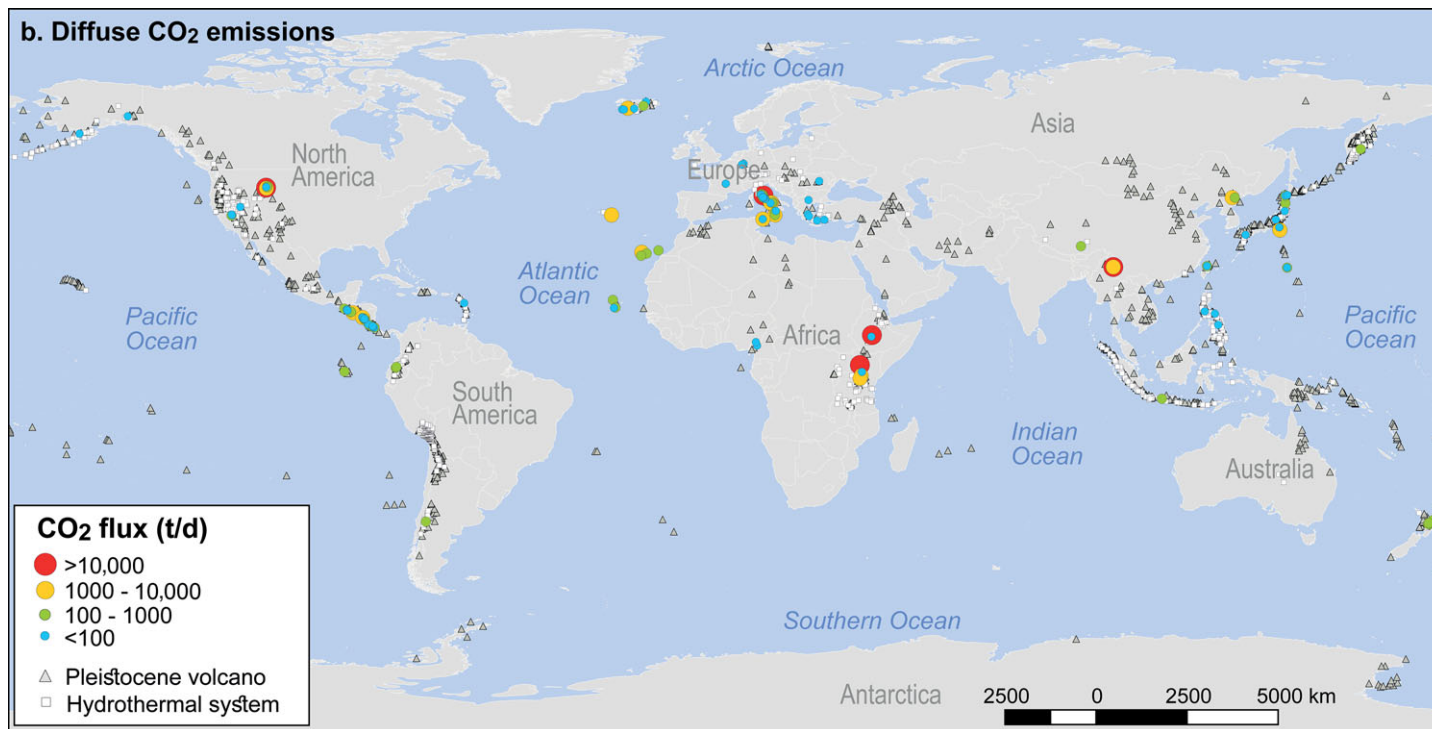 b. Diffuse CO₂ emissions
Arctic Ocean
Asia
North
America
Europe
Atlantic
Ocean
Pacific
Ocean
Africa
Pacific
Ocean
South
America
Indian
Ocean
Australia
CO₂ flux (t/d)
>10,000
1000 - 10,000
100 - 1000
<100
Pleistocene volcano
Hydrothermal system
Southern Ocean
Antarctica
2500 0 2500 5000 km